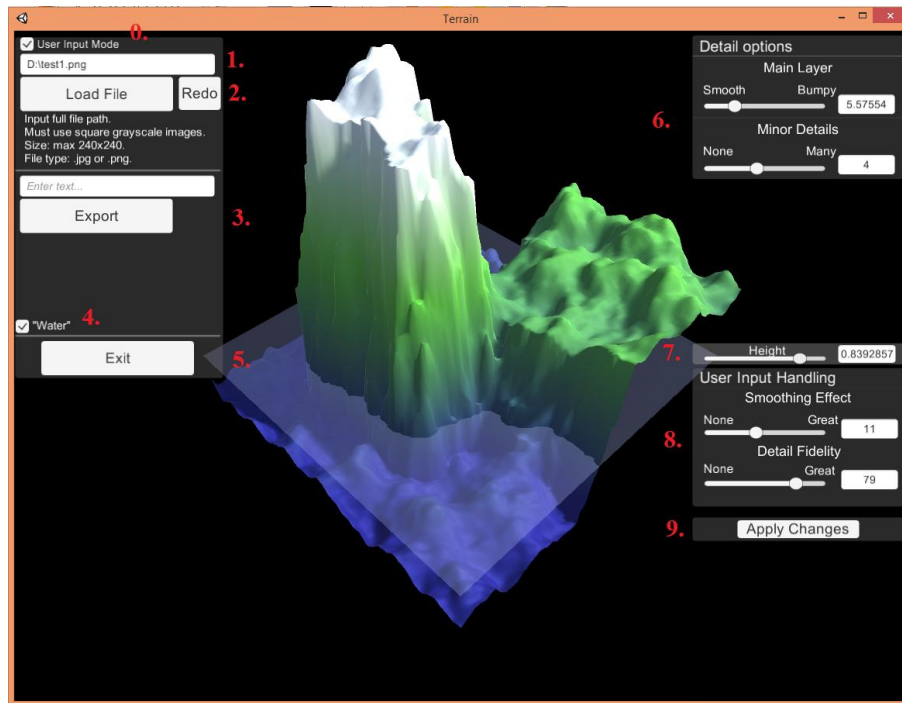 Terrain
0.
User Input Mode
1.
D:\test1.png
Load File
Redo
2.
Input full file path.
Must use square grayscale images.
Size: max 240x240.
File type: .jpg or .png.
Enter text...
Export
3.
4.
"Water"
Exit
5.
Detail options
Main Layer
Smooth Bumpy
5.57554
6.
Minor Details
None Many
4
7.
Height
0.8392857
User Input Handling
Smoothing Effect
None Great
11
8.
Detail Fidelity
None Great
79
9.
Apply Changes